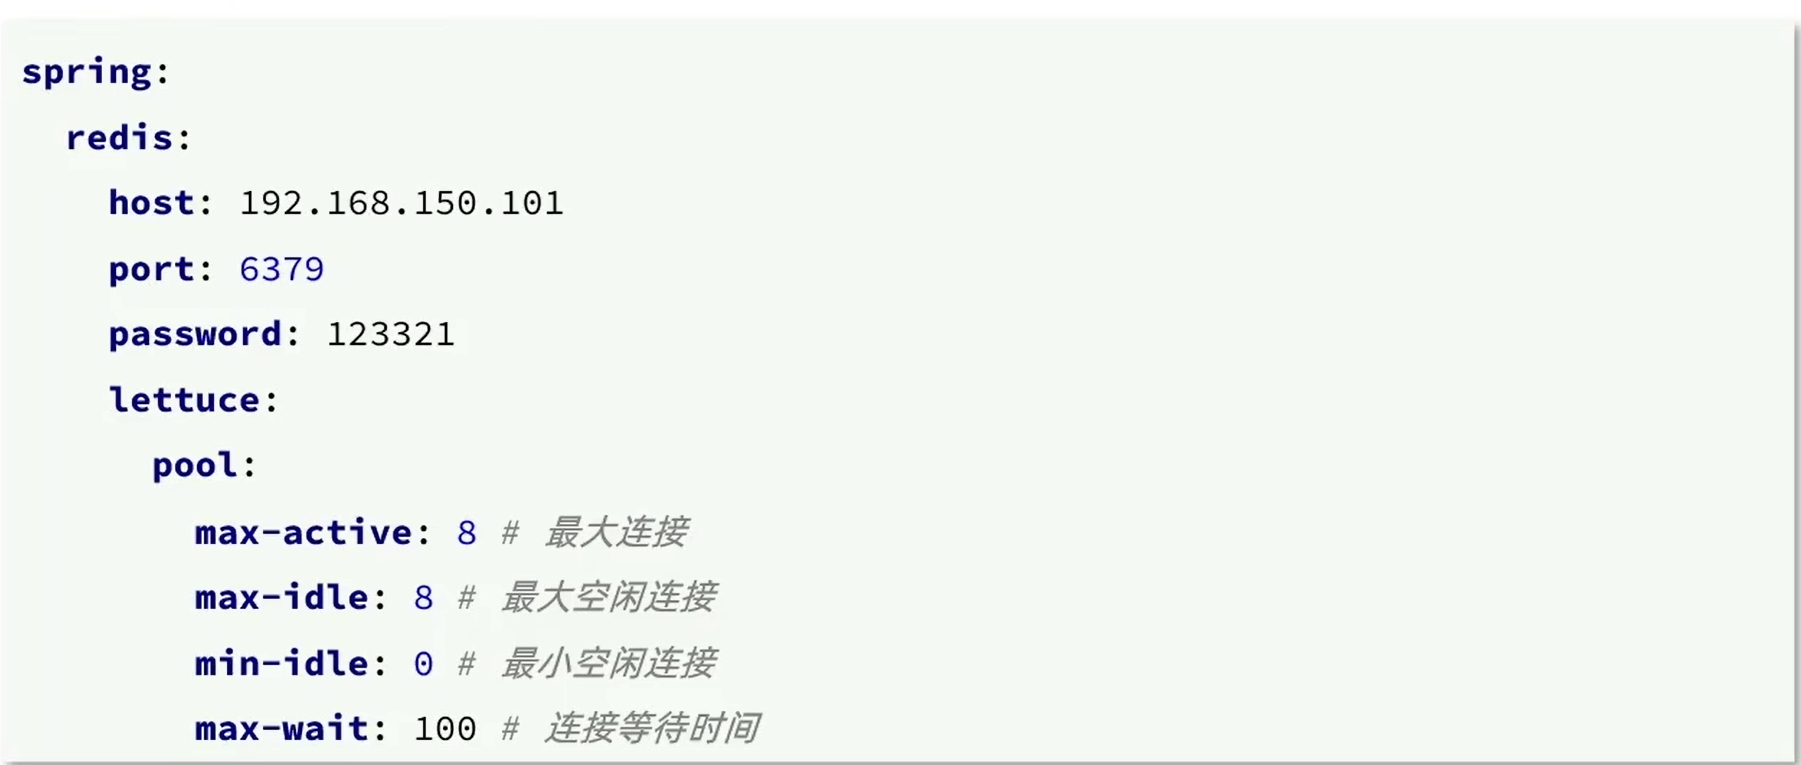 spring:
  redis:
    host: 192.168.150.101
    port: 6379
    password: 123321
    lettuce:
      pool:
        max-active: 8 # 最大连接
        max-idle: 8 # 最大空闲连接
        min-idle: 0 # 最小空闲连接
        max-wait: 100 # 连接等待时间